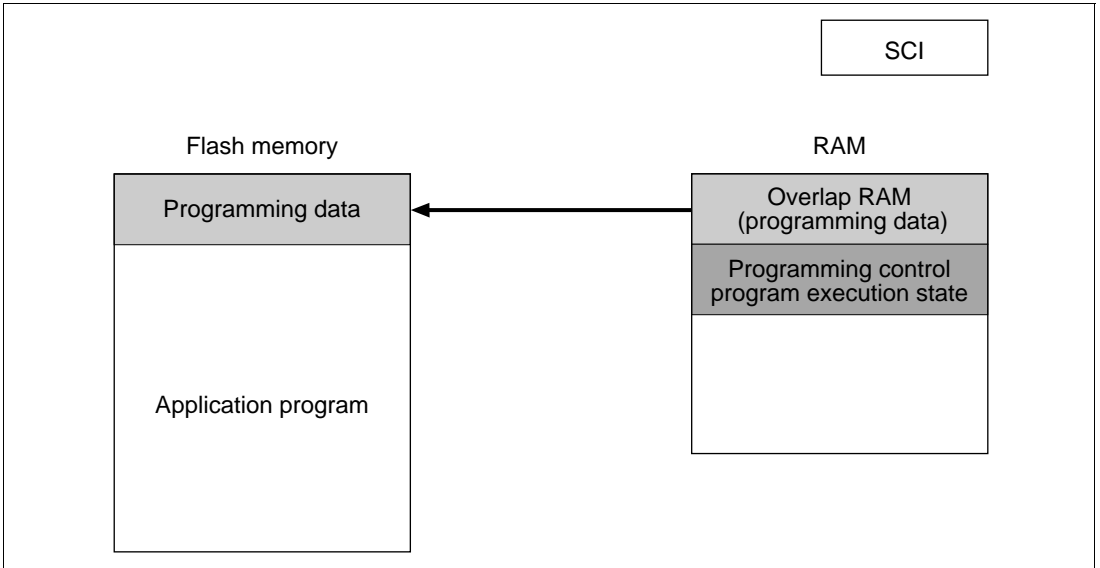 SCI
Flash memory
RAM
Programming data
Overlap RAM
(programming data)
Programming control
program execution state
Application program